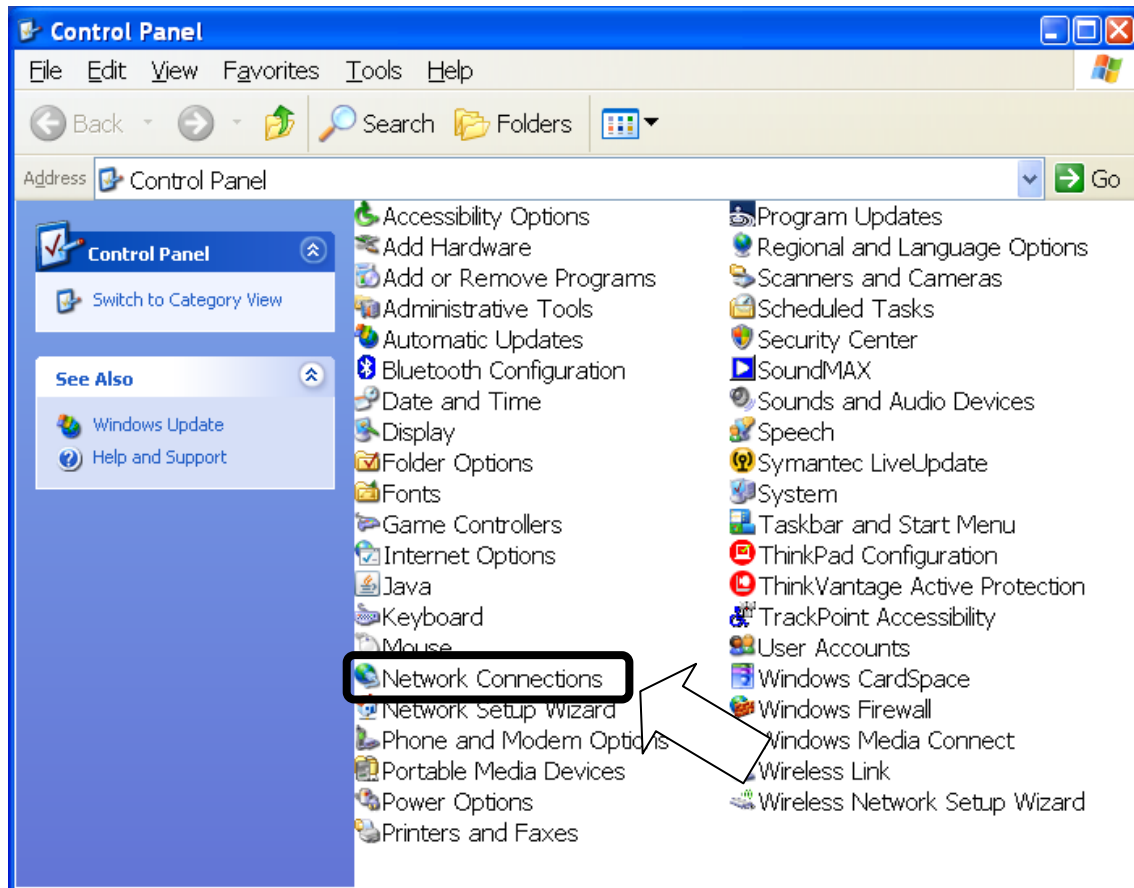 Control Panel
File Edit View Favorites Tools Help
Back Search Folders
Address Control Panel Go
Control Panel
Switch to Category View
See Also
Windows Update
Help and Support
Accessibility Options
Add Hardware
Add or Remove Programs
Administrative Tools
Automatic Updates
Bluetooth Configuration
Date and Time
Display
Folder Options
Fonts
Game Controllers
Internet Options
Java
Keyboard
Mouse
Network Connections
Network Setup Wizard
Phone and Modem Options
Portable Media Devices
Power Options
Printers and Faxes
Program Updates
Regional and Language Options
Scanners and Cameras
Scheduled Tasks
Security Center
SoundMAX
Sounds and Audio Devices
Speech
Symantec LiveUpdate
System
Taskbar and Start Menu
ThinkPad Configuration
ThinkVantage Active Protection
TrackPoint Accessibility
User Accounts
Windows CardSpace
Windows Firewall
Windows Media Connect
Wireless Link
Wireless Network Setup Wizard